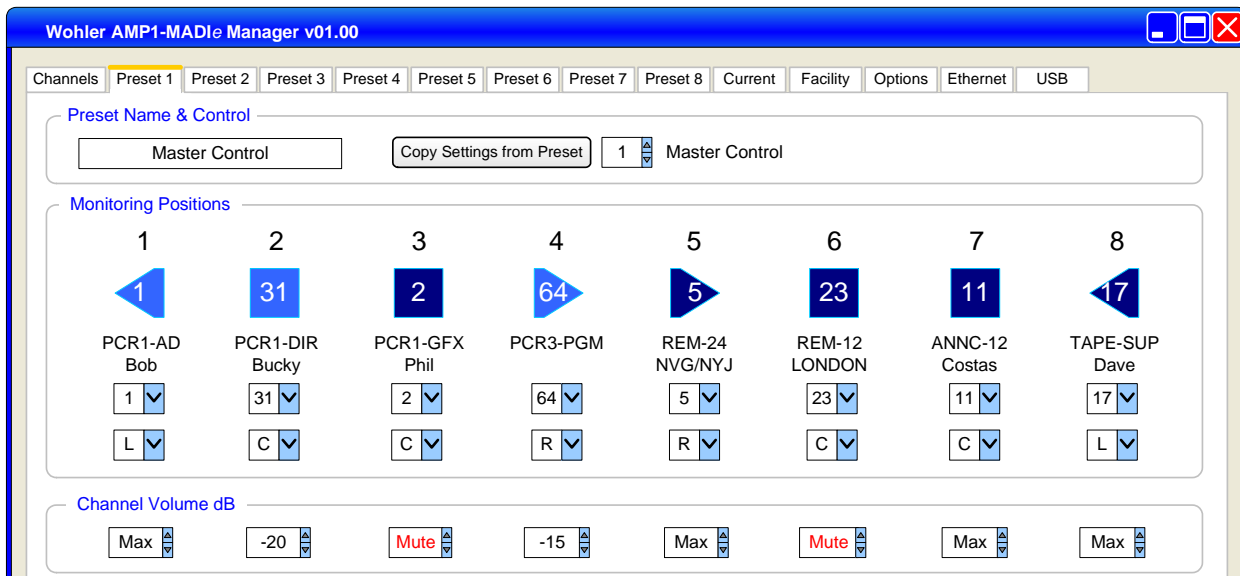 Wohler AMP1-MADIe Manager v01.00
Channels Preset 1 Preset 2 Preset 3 Preset 4 Preset 5 Preset 6 Preset 7 Preset 8 Current Facility Options Ethernet USB
Preset Name & Control
Master Control Copy Settings from Preset 1 Master Control
Monitoring Positions
1 2 3 4 5 6 7 8
1 31 2 64 5 23 11 17
PCR1-AD PCR1-DIR PCR1-GFX PCR3-PGM REM-24 REM-12 ANNC-12 TAPE-SUP
Bob Bucky Phil NVG/NYJ LONDON Costas Dave
1 31 2 64 5 23 11 17
L C C R R C C L
Channel Volume dB
Max -20 Mute -15 Max Mute Max Max